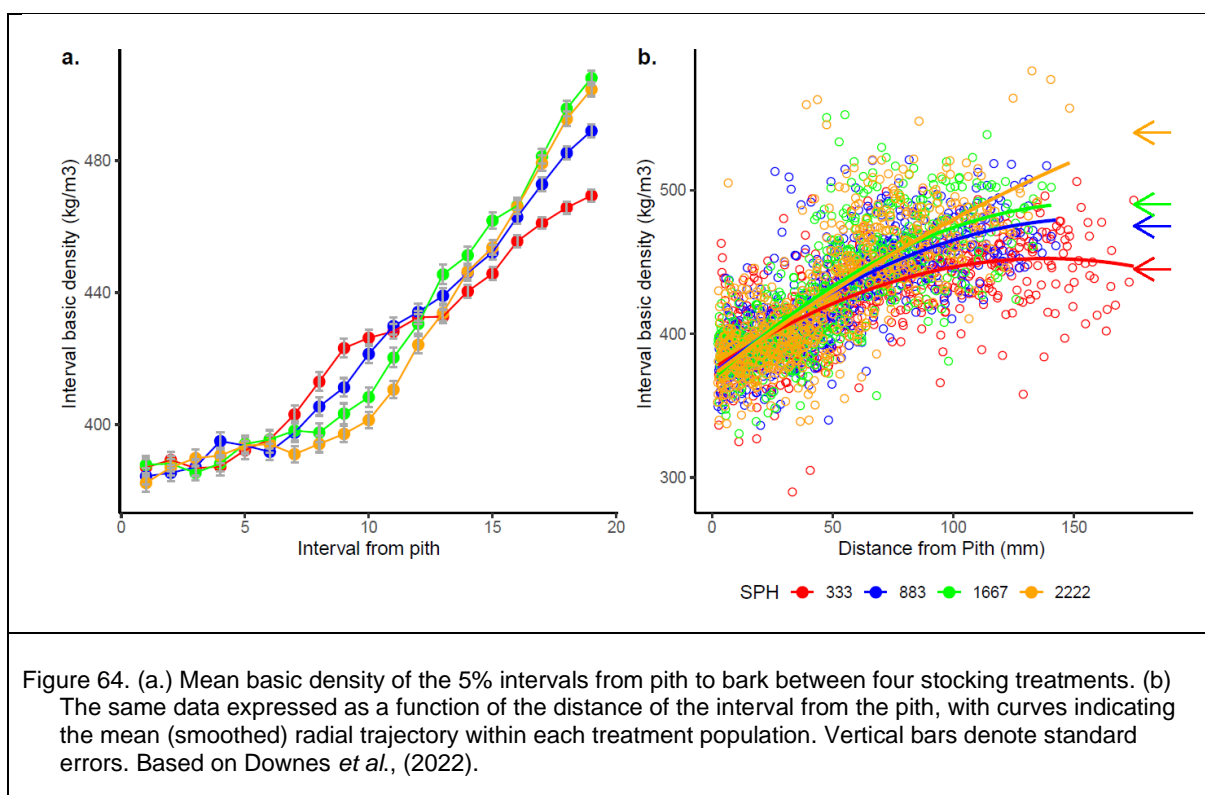 a.
b.
Interval basic density (kg/m3)
480
440
400
0
5
10
15
20
Interval from pith
Interval basic density (kg/m3)
500
400
300
0
50
100
150
Distance from Pith (mm)
SPH 333 883 1667 2222
Figure 64. (a.) Mean basic density of the 5% intervals from pith to bark between four stocking treatments. (b)
The same data expressed as a function of the distance of the interval from the pith, with curves indicating
the mean (smoothed) radial trajectory within each treatment population. Vertical bars denote standard
errors. Based on Downes et al., (2022).